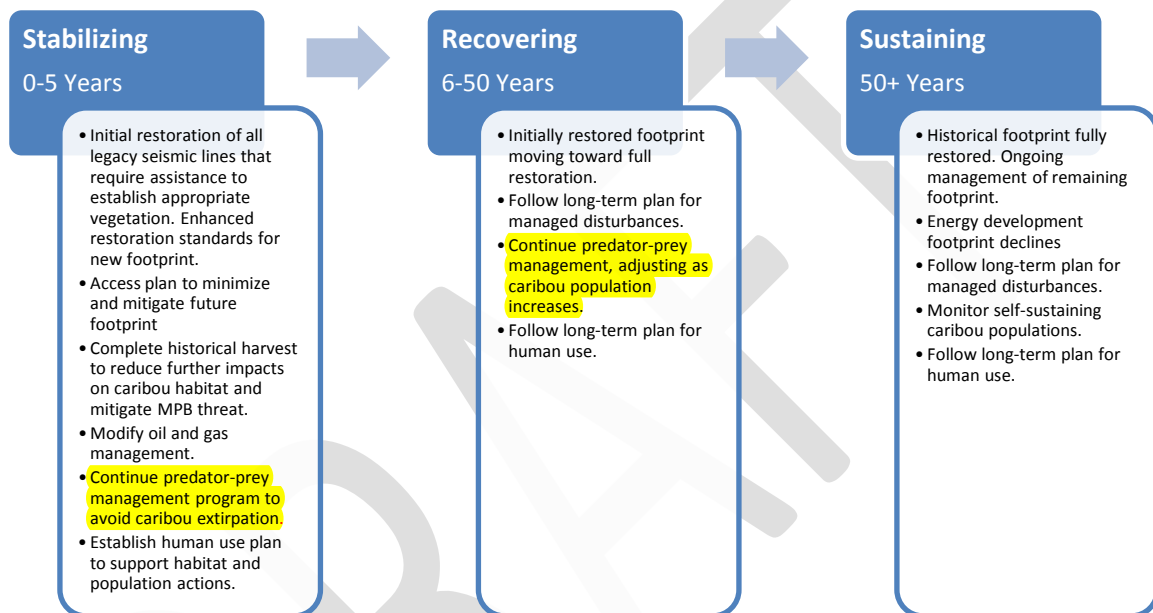 Stabilizing
0-5 Years
• Initial restoration of all
legacy seismic lines that
require assistance to
establish appropriate
vegetation. Enhanced
restoration standards for
new footprint.
• Access plan to minimize
and mitigate future
footprint
• Complete historical harvest
to reduce further impacts
on caribou habitat and
mitigate MPB threat.
• Modify oil and gas
management.
• Continue predator-prey
management program to
avoid caribou extirpation.
• Establish human use plan
to support habitat and
population actions.
Recovering
6-50 Years
• Initially restored footprint
moving toward full
restoration.
• Follow long-term plan for
managed disturbances.
• Continue predator-prey
management, adjusting as
caribou population
increases.
• Follow long-term plan for
human use.
Sustaining
50+ Years
• Historical footprint fully
restored. Ongoing
management of remaining
footprint.
• Energy development
footprint declines
• Follow long-term plan for
managed disturbances.
• Monitor self-sustaining
caribou populations.
• Follow long-term plan for
human use.